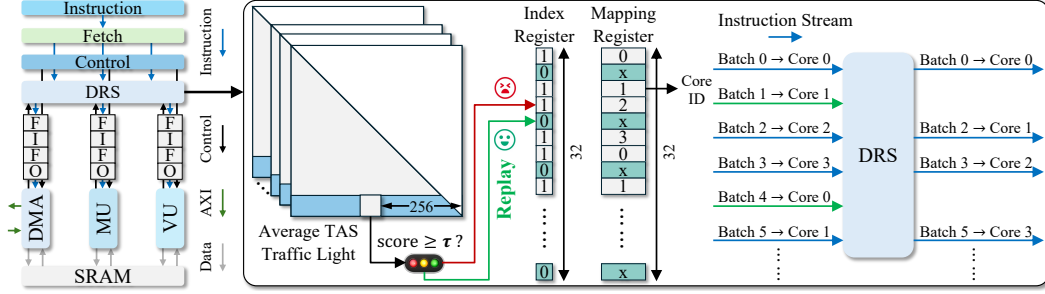 Instruction
Fetch
Control
DRS
F
I
F
O
F
I
F
O
F
I
F
O
DMA
MU
VU
SRAM
Instruction
Control
AXI
Data
256
Average TAS
Traffic Light
score ≥ τ ?
Replay
Index
Register
1
0
1
1
0
1
1
0
1
0
32
Mapping
Register
0
x
1
2
x
3
0
x
1
x
32
Core
ID
Instruction Stream
Batch 0 → Core 0
Batch 1 → Core 1
Batch 2 → Core 2
Batch 3 → Core 3
Batch 4 → Core 0
Batch 5 → Core 1
DRS
Batch 0 → Core 0
Batch 2 → Core 1
Batch 3 → Core 2
Batch 5 → Core 3